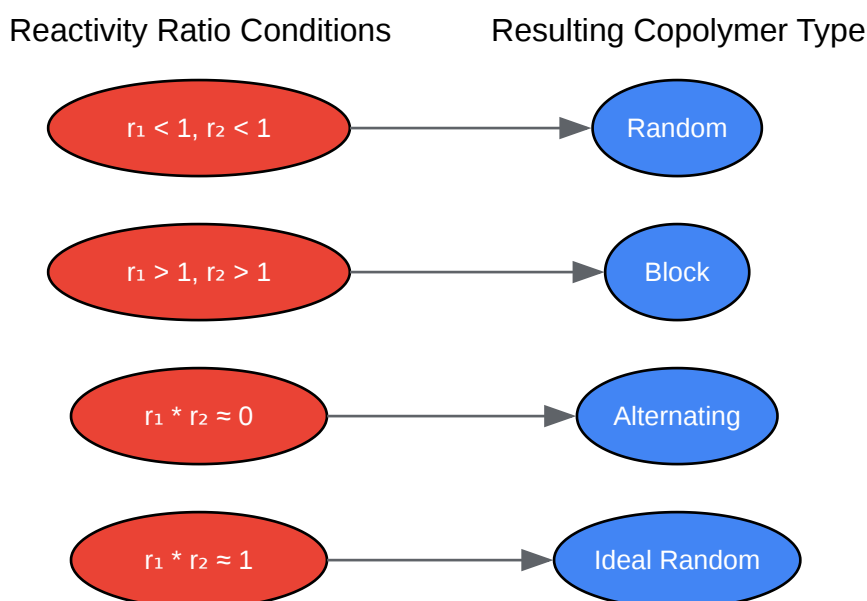 Reactivity Ratio Conditions
Resulting Copolymer Type
r₁ < 1, r₂ < 1
Random
r₁ > 1, r₂ > 1
Block
r₁ * r₂ ≈ 0
Alternating
r₁ * r₂ ≈ 1
Ideal Random